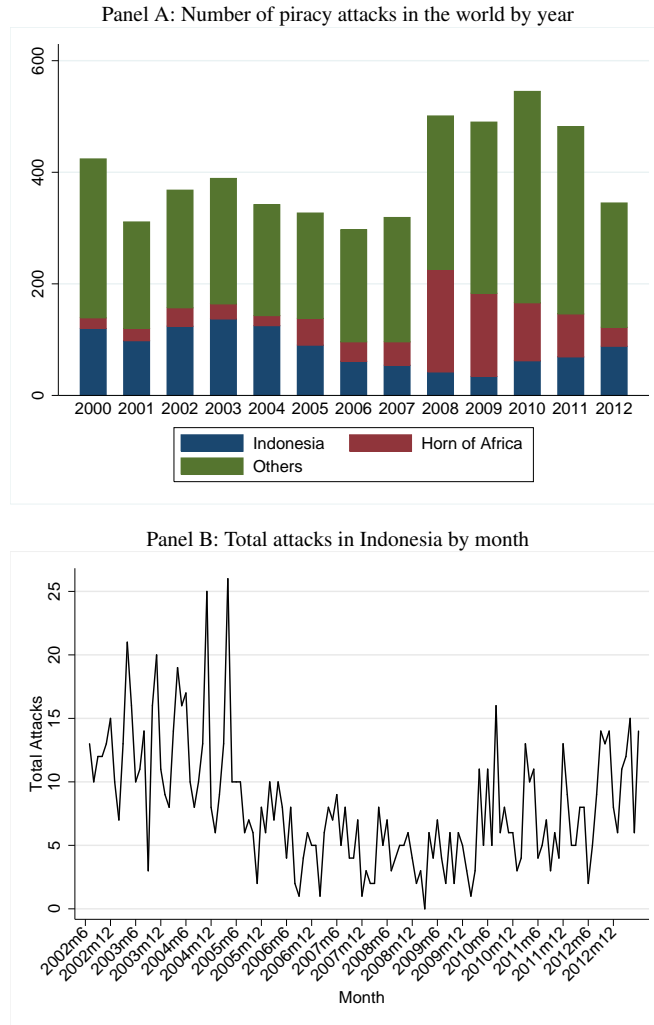 Panel A: Number of piracy attacks in the world by year
600
400
200
0
2000 2001 2002 2003 2004 2005 2006 2007 2008 2009 2010 2011 2012
Indonesia Horn of Africa
Others
Panel B: Total attacks in Indonesia by month
Total Attacks
25
20
15
10
5
0
2002m6 2002m12 2003m6 2003m12 2004m6 2004m12 2005m6 2005m12 2006m6 2006m12 2007m6 2007m12 2008m6 2008m12 2009m6 2009m12 2010m6 2010m12 2011m6 2011m12 2012m6 2012m12
Month